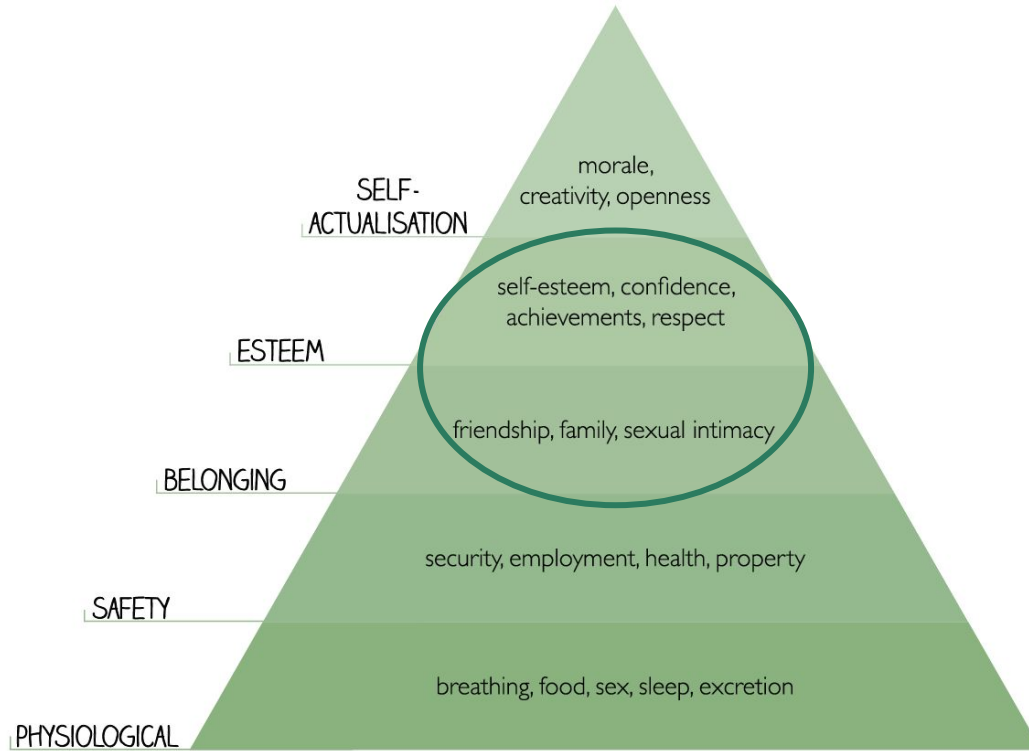 morale,
creativity, openness
SELF-
ACTUALISATION
self-esteem, confidence,
achievements, respect
ESTEEM
friendship, family, sexual intimacy
BELONGING
security, employment, health, property
SAFETY
breathing, food, sex, sleep, excretion
PHYSIOLOGICAL